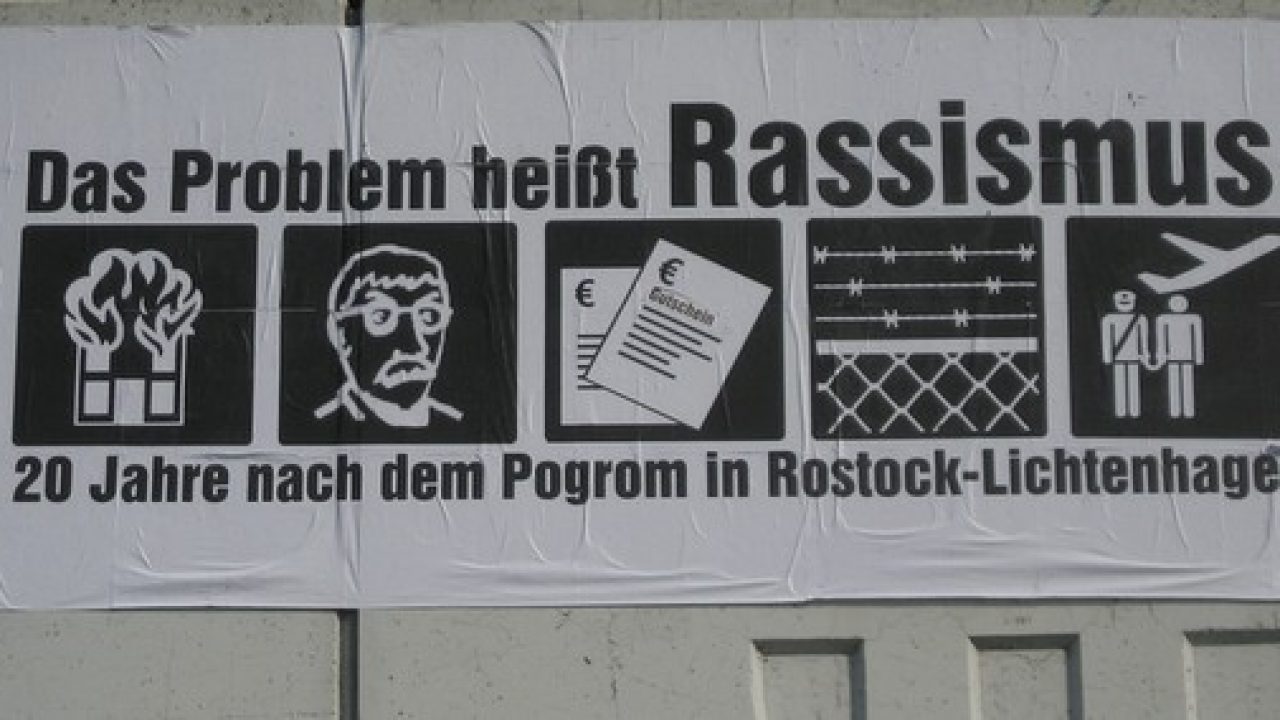 Das Problem heißt Rassismus
€
€
Gutschein
20 Jahre nach dem Pogrom in Rostock-Lichtenhage